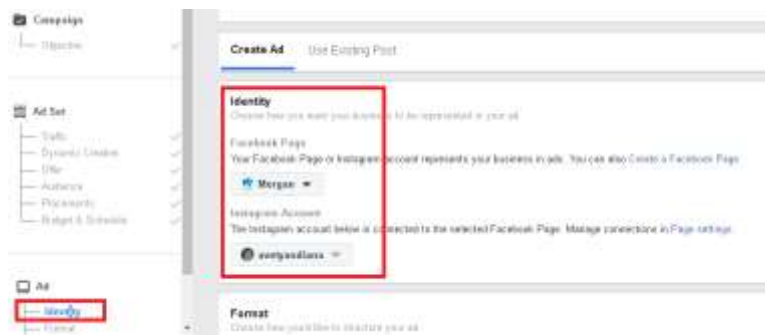 Campaign
Objective
Ad Set
Traffic
Dynamic Creative
Offer
Audience
Placements
Budget & Schedule
Ad
Identity
Format
Create Ad Use Existing Post
Identity
Choose how you want your business to be represented in your ad.
Facebook Page
Your Facebook Page or Instagram account represents your business in ads. You can also Create a Facebook Page
Morgan
Instagram Account
The Instagram account below is connected to the selected Facebook Page. Manage connections in Page settings
Format
Choose how you'd like to structure your ad.